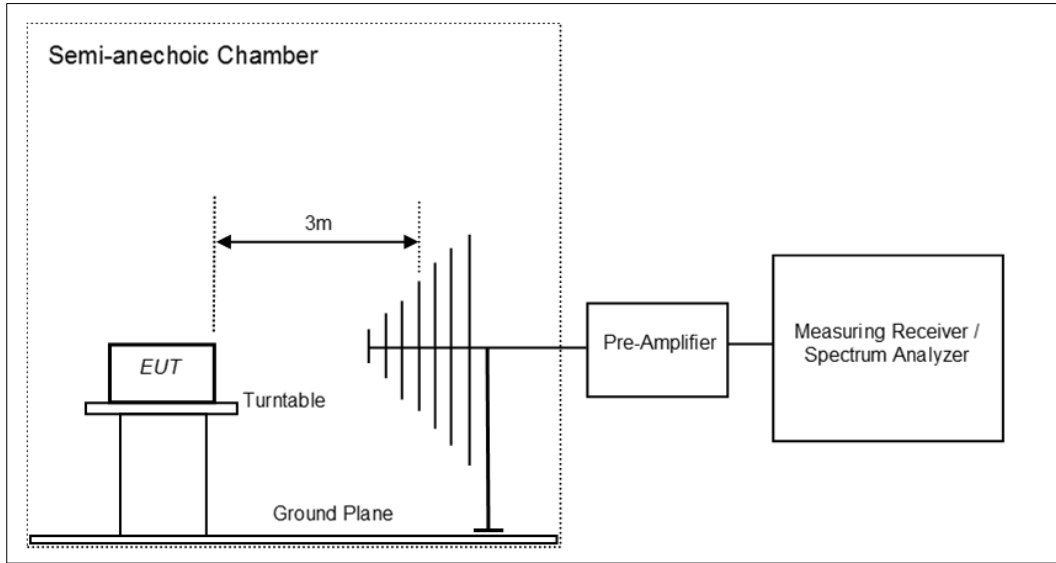 Semi-anechoic Chamber
3m
EUT
Turntable
Ground Plane
Pre-Amplifier
Measuring Receiver /
Spectrum Analyzer